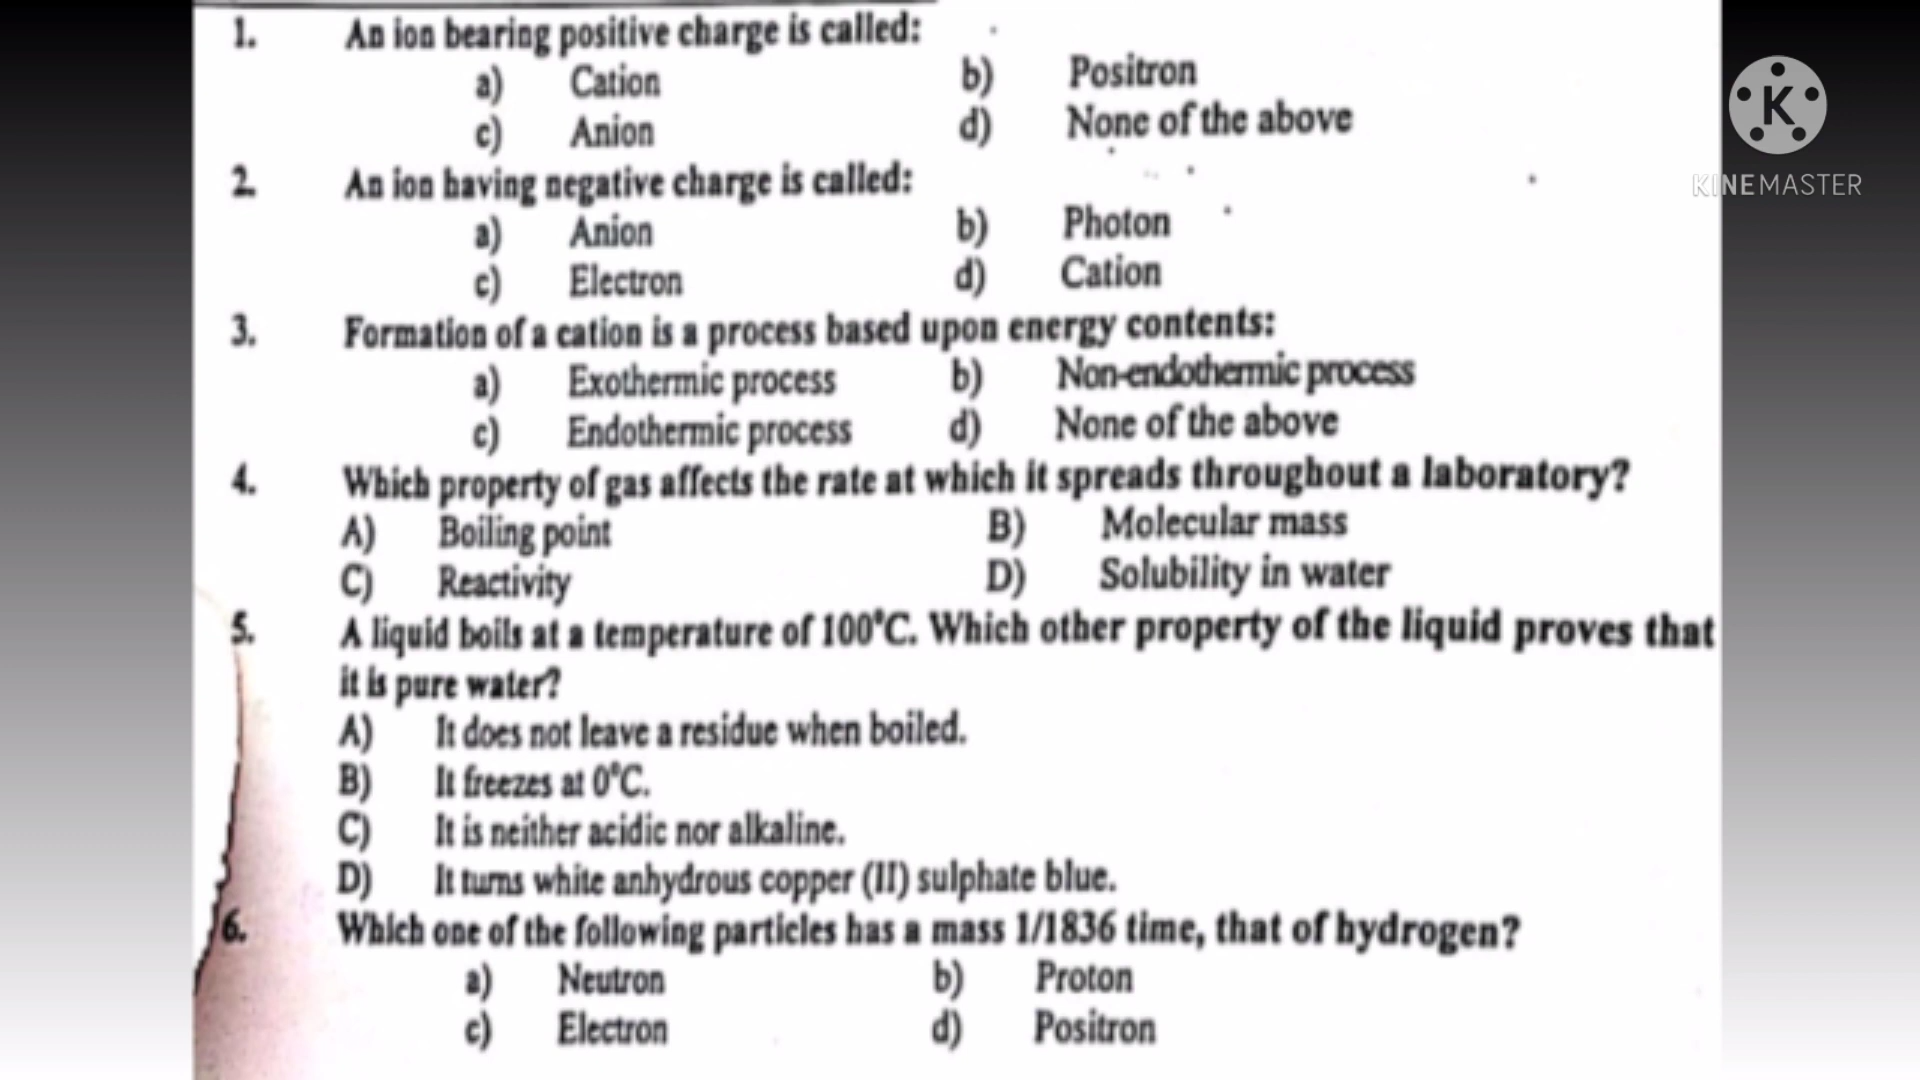 1. An ion bearing positive charge is called:
a) Cation b) Positron
c) Anion d) None of the above
2. An ion having negative charge is called:
a) Anion b) Photon
c) Electron d) Cation
3. Formation of a cation is a process based upon energy contents:
a) Exothermic process b) Non-endothermic process
c) Endothermic process d) None of the above
4. Which property of gas affects the rate at which it spreads throughout a laboratory?
A) Boiling point B) Molecular mass
C) Reactivity D) Solubility in water
5. A liquid boils at a temperature of 100°C. Which other property of the liquid proves that
it is pure water?
A) It does not leave a residue when boiled.
B) It freezes at 0°C.
C) It is neither acidic nor alkaline.
D) It turns white anhydrous copper (II) sulphate blue.
6. Which one of the following particles has a mass 1/1836 time, that of hydrogen?
a) Neutron b) Proton
c) Electron d) Positron
K
KINEMASTER